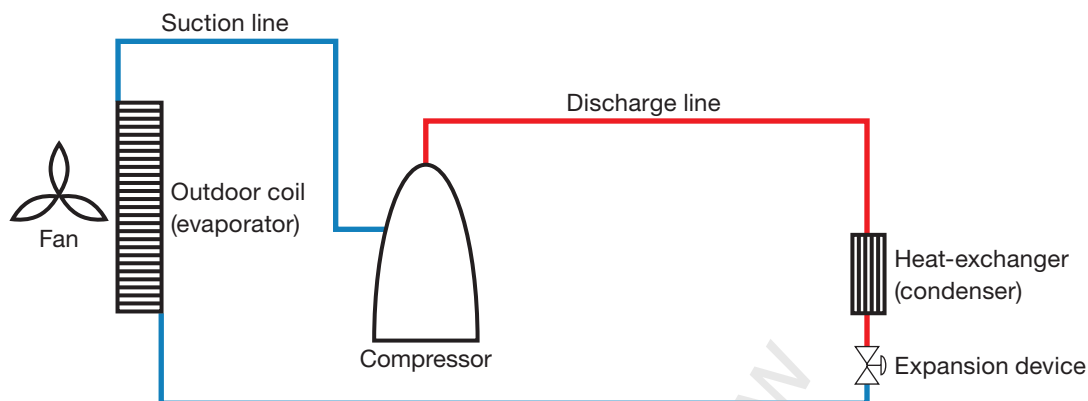 Suction line
Discharge line
Outdoor coil
(evaporator)
Fan
Heat-exchanger
(condenser)
Compressor
Expansion device